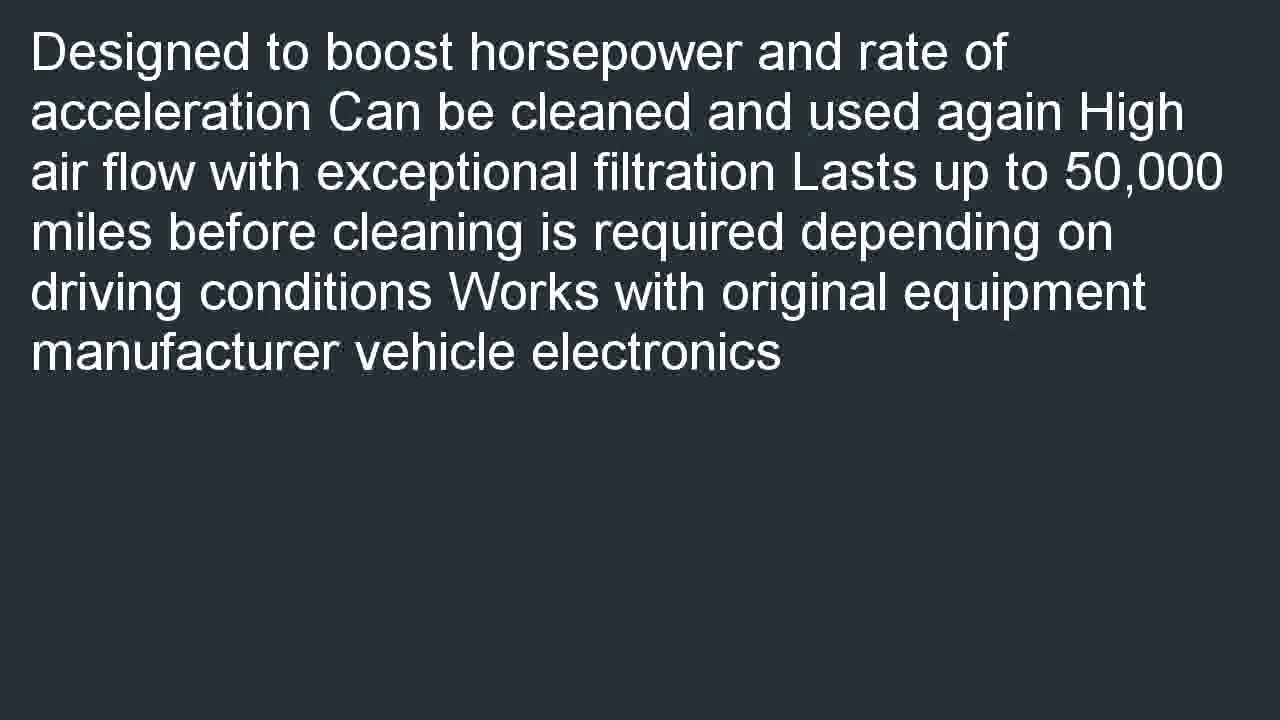 Designed to boost horsepower and rate of
acceleration Can be cleaned and used again High
air flow with exceptional filtration Lasts up to 50,000
miles before cleaning is required depending on
driving conditions Works with original equipment
manufacturer vehicle electronics